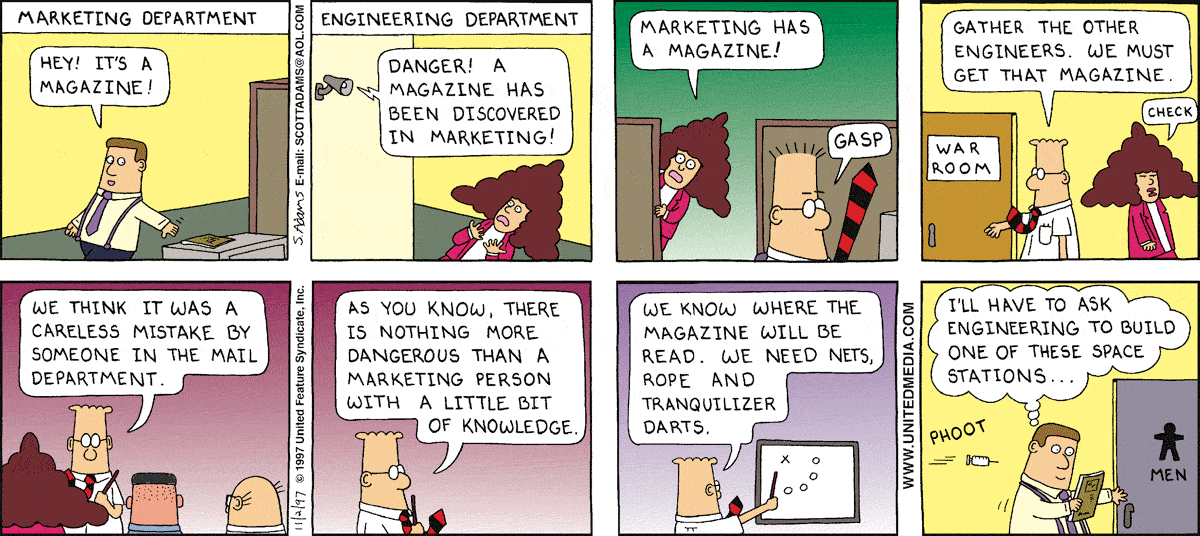 MARKETING DEPARTMENT
HEY! IT'S A
MAGAZINE!
S. Adams E-mail: SCOTTADAMS@AOL.COM
ENGINEERING DEPARTMENT
DANGER! A
MAGAZINE HAS
BEEN DISCOVERED
IN MARKETING!
MARKETING HAS
A MAGAZINE!
GASP
GATHER THE OTHER
ENGINEERS. WE MUST
GET THAT MAGAZINE.
CHECK
WAR
ROOM
WE THINK IT WAS A
CARELESS MISTAKE BY
SOMEONE IN THE MAIL
DEPARTMENT.
11/2/97 © 1997 United Feature Syndicate, Inc.
AS YOU KNOW, THERE
IS NOTHING MORE
DANGEROUS THAN A
MARKETING PERSON
WITH A LITTLE BIT
OF KNOWLEDGE.
WE KNOW WHERE THE
MAGAZINE WILL BE
READ. WE NEED NETS,
ROPE AND
TRANQUILIZER
DARTS.
X
WWW.UNITEDMEDIA.COM
I'LL HAVE TO ASK
ENGINEERING TO BUILD
ONE OF THESE SPACE
STATIONS...
PHOOT
MEN